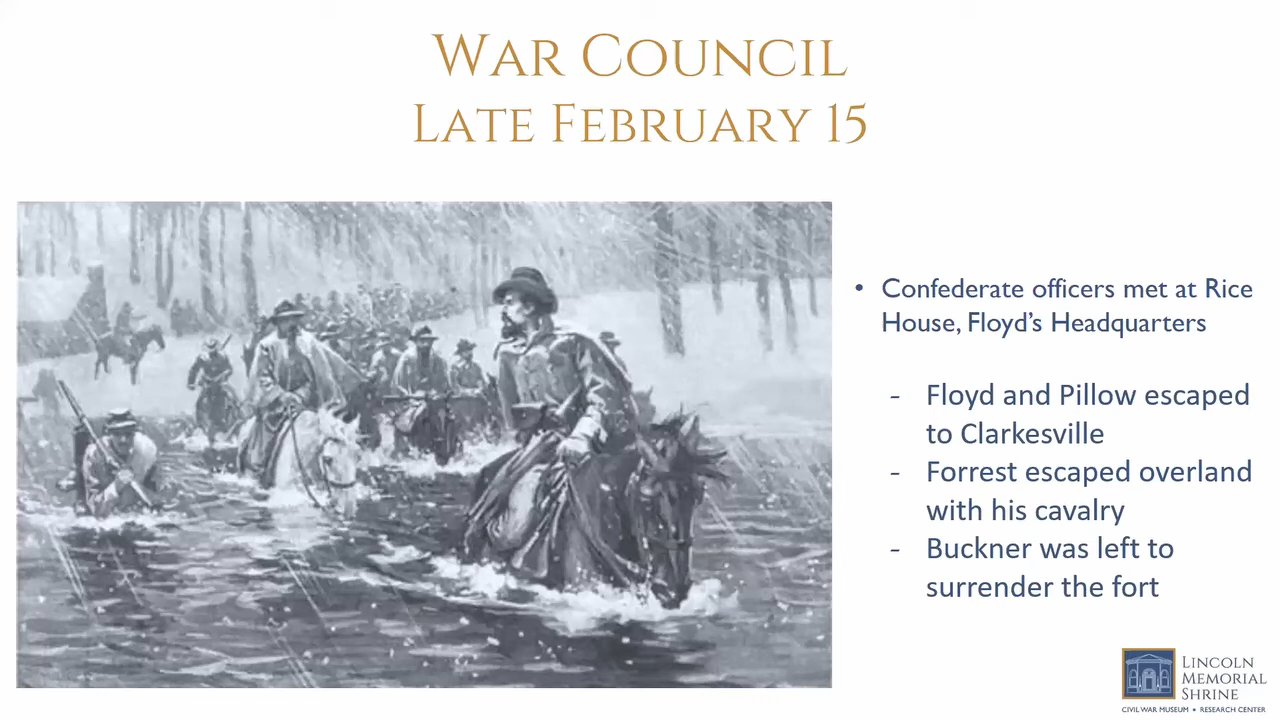 War Council
Late February 15
• Confederate officers met at Rice
House, Floyd's Headquarters
- Floyd and Pillow escaped
to Clarkesville
- Forrest escaped overland
with his cavalry
- Buckner was left to
surrender the fort
Lincoln
Memorial
Shrine
CIVIL WAR MUSEUM • RESEARCH CENTER